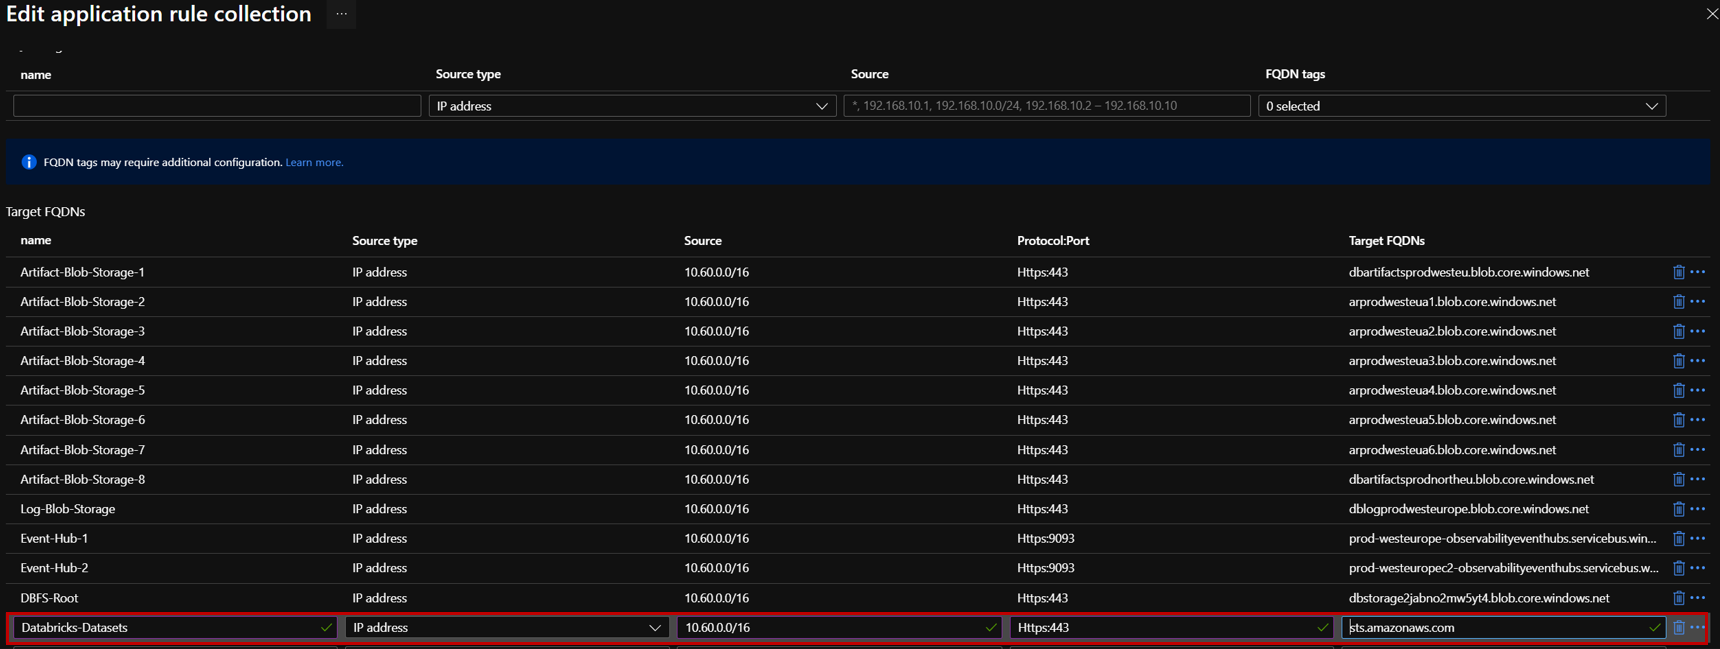 Edit application rule collection ...
name Source type Source FQDN tags
IP address *, 192.168.10.1, 192.168.10.0/24, 192.168.10.2 – 192.168.10.10 0 selected
FQDN tags may require additional configuration. Learn more.
Target FQDNs
name Source type Source Protocol:Port Target FQDNs
Artifact-Blob-Storage-1 IP address 10.60.0.0/16 Https:443 dbartifactsprodwesteu.blob.core.windows.net
Artifact-Blob-Storage-2 IP address 10.60.0.0/16 Https:443 arprodwesteua1.blob.core.windows.net
Artifact-Blob-Storage-3 IP address 10.60.0.0/16 Https:443 arprodwesteua2.blob.core.windows.net
Artifact-Blob-Storage-4 IP address 10.60.0.0/16 Https:443 arprodwesteua3.blob.core.windows.net
Artifact-Blob-Storage-5 IP address 10.60.0.0/16 Https:443 arprodwesteua4.blob.core.windows.net
Artifact-Blob-Storage-6 IP address 10.60.0.0/16 Https:443 arprodwesteua5.blob.core.windows.net
Artifact-Blob-Storage-7 IP address 10.60.0.0/16 Https:443 arprodwesteua6.blob.core.windows.net
Artifact-Blob-Storage-8 IP address 10.60.0.0/16 Https:443 dbartifactsprodnortheu.blob.core.windows.net
Log-Blob-Storage IP address 10.60.0.0/16 Https:443 dblogprodwesteurope.blob.core.windows.net
Event-Hub-1 IP address 10.60.0.0/16 Https:9093 prod-westeurope-observabilityeventhubs.servicebus.win...
Event-Hub-2 IP address 10.60.0.0/16 Https:9093 prod-westeuropec2-observabilityeventhubs.servicebus.w...
DBFS-Root IP address 10.60.0.0/16 Https:443 dbstorage2jabno2mw5yt4.blob.core.windows.net
Databricks-Datasets IP address 10.60.0.0/16 Https:443 sts.amazonaws.com